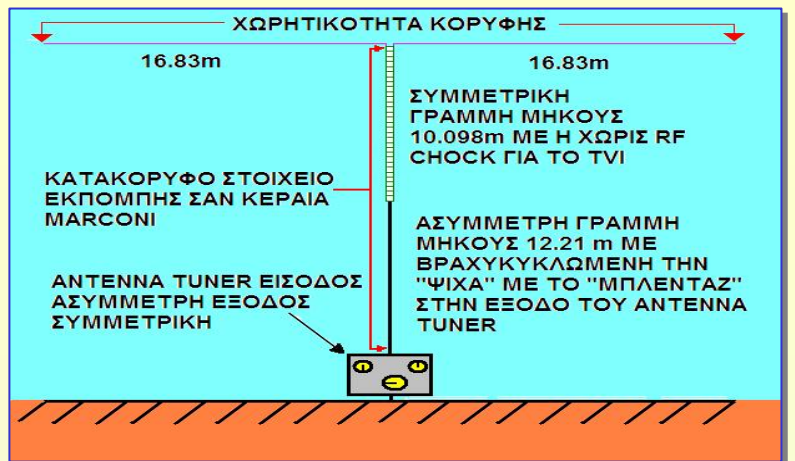 ΧΩΡΗΤΙΚΟΤΗΤΑ ΚΟΡΥΦΗΣ
16.83m
16.83m
ΣΥΜΜΕΤΡΙΚΗ
ΓΡΑΜΜΗ ΜΗΚΟΥΣ
10.098m ΜΕ Η ΧΩΡΙΣ RF
CHOCK ΓΙΑ ΤΟ TVI
ΚΑΤΑΚΟΡΥΦΟ ΣΤΟΙΧΕΙΟ
ΕΚΠΟΜΠΗΣ ΣΑΝ ΚΕΡΑΙΑ
MARCONI
ΑΣΥΜΜΕΤΡΗ ΓΡΑΜΜΗ
ΜΗΚΟΥΣ 12.21 m ΜΕ
ΒΡΑΧΥΚΥΚΛΩΜΕΝΗ ΤΗΝ
"ΨΙΧΑ" ΜΕ ΤΟ "ΜΠΛΕΝΤΑΖ"
ΣΤΗΝ ΕΞΟΔΟ ΤΟΥ ANTENNA
TUNER
ANTENNA TUNER ΕΙΣΟΔΟΣ
ΑΣΥΜΜΕΤΡΗ ΕΞΟΔΟΣ
ΣΥΜΜΕΤΡΙΚΗ